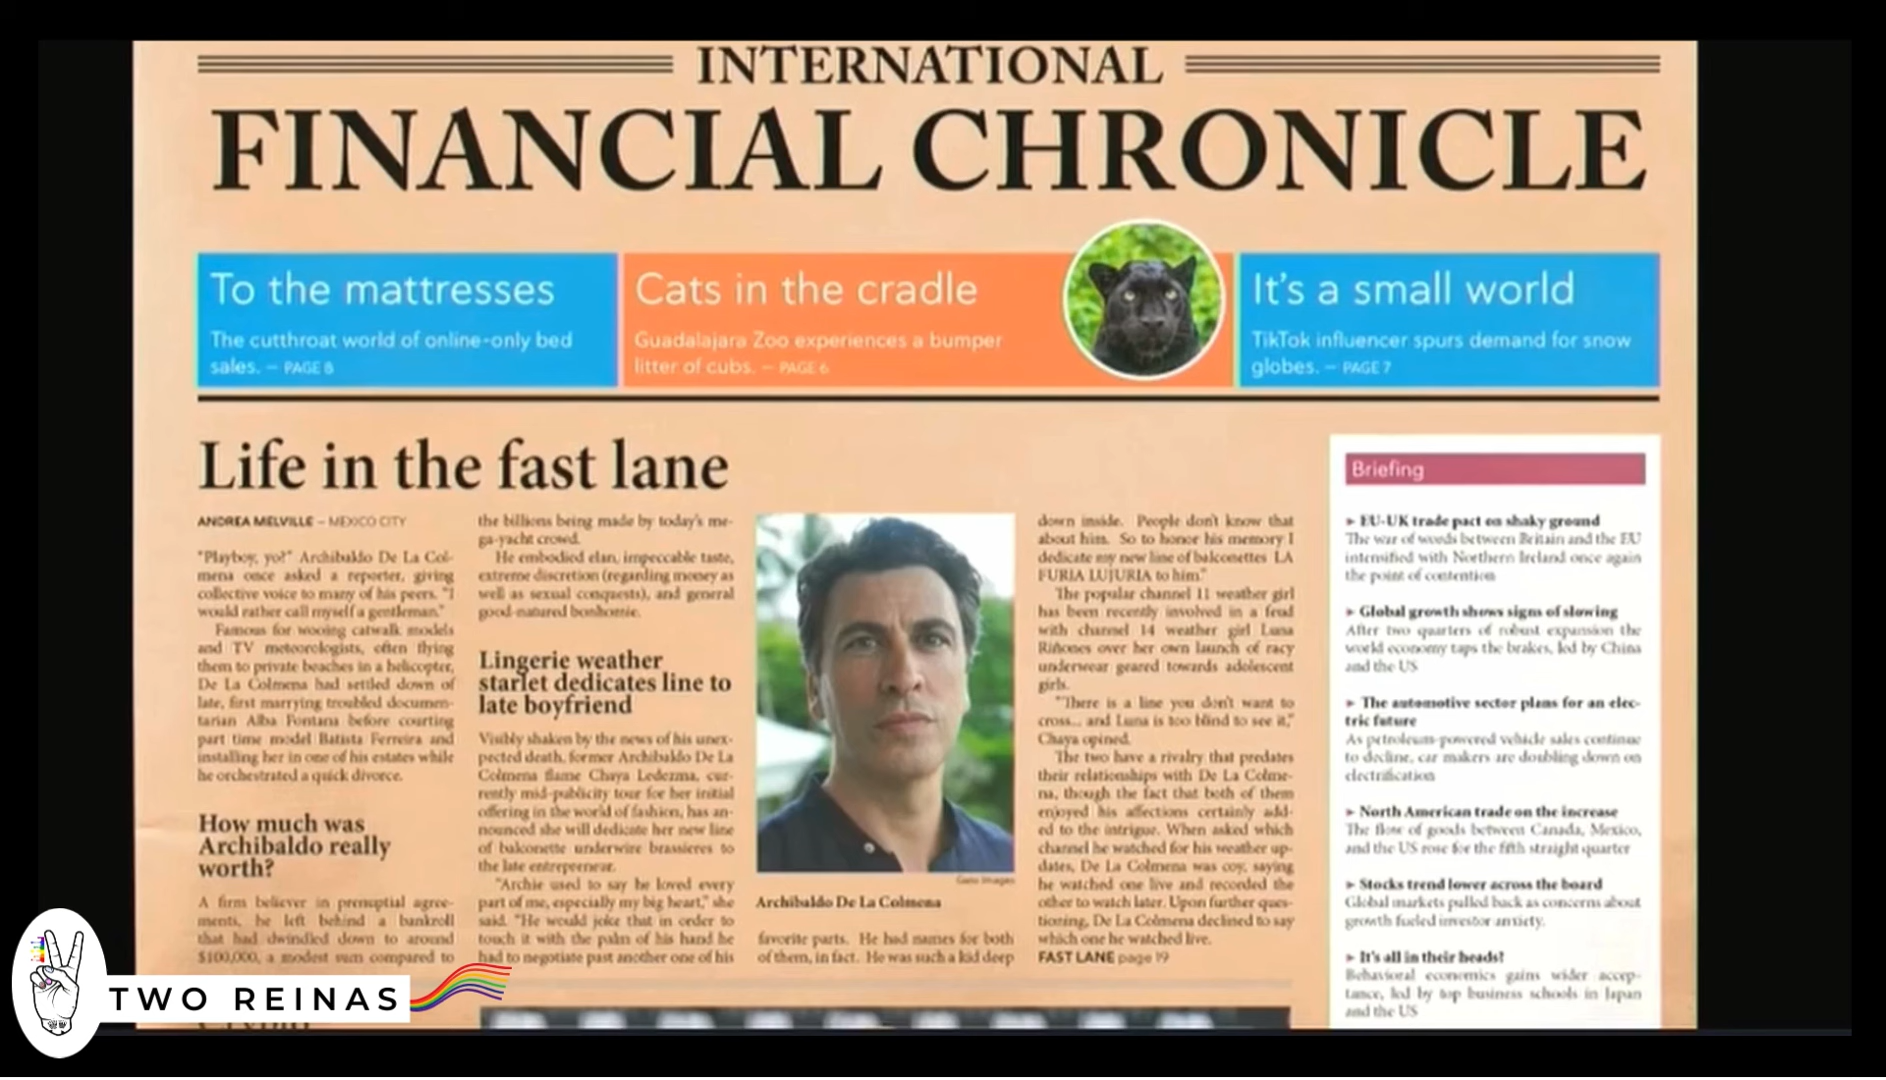 INTERNATIONAL
FINANCIAL CHRONICLE
To the mattresses
The cutthroat world of online-only bed
sales. – PAGE 8
Cats in the cradle
Guadalajara Zoo experiences a bumper
litter of cubs. – PAGE 6
It's a small world
TikTok influencer spurs demand for snow
globes. – PAGE 7
Life in the fast lane
ANDREA MELVILLE – MEXICO CITY
"Playboy, yo?" Archibaldo De La Col-
mena once asked a reporter, giving
collective voice to many of his peers. "I
would rather call myself a gentleman."
Famous for wooing catwalk models
and TV meteorologists, often flying
them to private beaches in a helicopter,
De La Colmena had settled down of
late, first marrying troubled documen-
tarian Alba Fontana before courting
part time model Batista Ferreira and
installing her in one of his estates while
he orchestrated a quick divorce.
How much was
Archibaldo really
worth?
A firm believer in prenuptial agree-
ments, he left behind a bankroll
that had dwindled down to around
$100,000, a modest sum compared to
the billions being made by today's me-
ga-yacht crowd.
He embodied elan, impeccable taste,
extreme discretion (regarding money as
well as sexual conquests), and general
good-natured bonhomie.
Lingerie weather
starlet dedicates line to
late boyfriend
Visibly shaken by the news of his unex-
pected death, former Archibaldo De La
Colmena flame Chaya Ledezma, cur-
rently mid-publicity tour for her initial
offering in the world of fashion, has an-
nounced she will dedicate her new line
of balconette underwire brassieres to
the late entrepreneur.
"Archie used to say he loved every
part of me, especially my big heart," she
said. "He would joke that in order to
touch it with the palm of his hand he
had to negotiate past another one of his
Archibaldo De La Colmena
favorite parts. He had names for both
of them, in fact. He was such a kid deep
down inside. People don't know that
about him. So to honor his memory I
dedicate my new line of balconettes LA
FURIA LUJURIA to him."
The popular channel 11 weather girl
has been recently involved in a feud
with channel 14 weather girl Luna
Riñones over her own launch of racy
underwear geared towards adolescent
girls.
"There is a line you don't want to
cross... and Luna is too blind to see it,"
Chaya opined.
The two have a rivalry that predates
their relationships with De La Colme-
na, though the fact that both of them
enjoyed his affections certainly add-
ed to the intrigue. When asked which
channel he watched for his weather up-
dates, De La Colmena was coy, saying
he watched one live and recorded the
other to watch later. Upon further ques-
tioning, De La Colmena declined to say
which one he watched live.
FAST LANE page 19
Briefing
► EU-UK trade pact on shaky ground
The war of words between Britain and the EU
intensified with Northern Ireland once again
the point of contention
► Global growth shows signs of slowing
After two quarters of robust expansion the
world economy taps the brakes, led by China
and the US
► The automotive sector plans for an elec-
tric future
As petroleum-powered vehicle sales continue
to decline, car makers are doubling down on
electrification
► North American trade on the increase
The flow of goods between Canada, Mexico,
and the US rose for the fifth straight quarter
► Stocks trend lower across the board
Global markets pulled back as concerns about
growth fueled investor anxiety.
► It's all in their heads?
Behavioral economics gains wider accep-
tance, led by top business schools in Japan
and the US
TWO REINAS